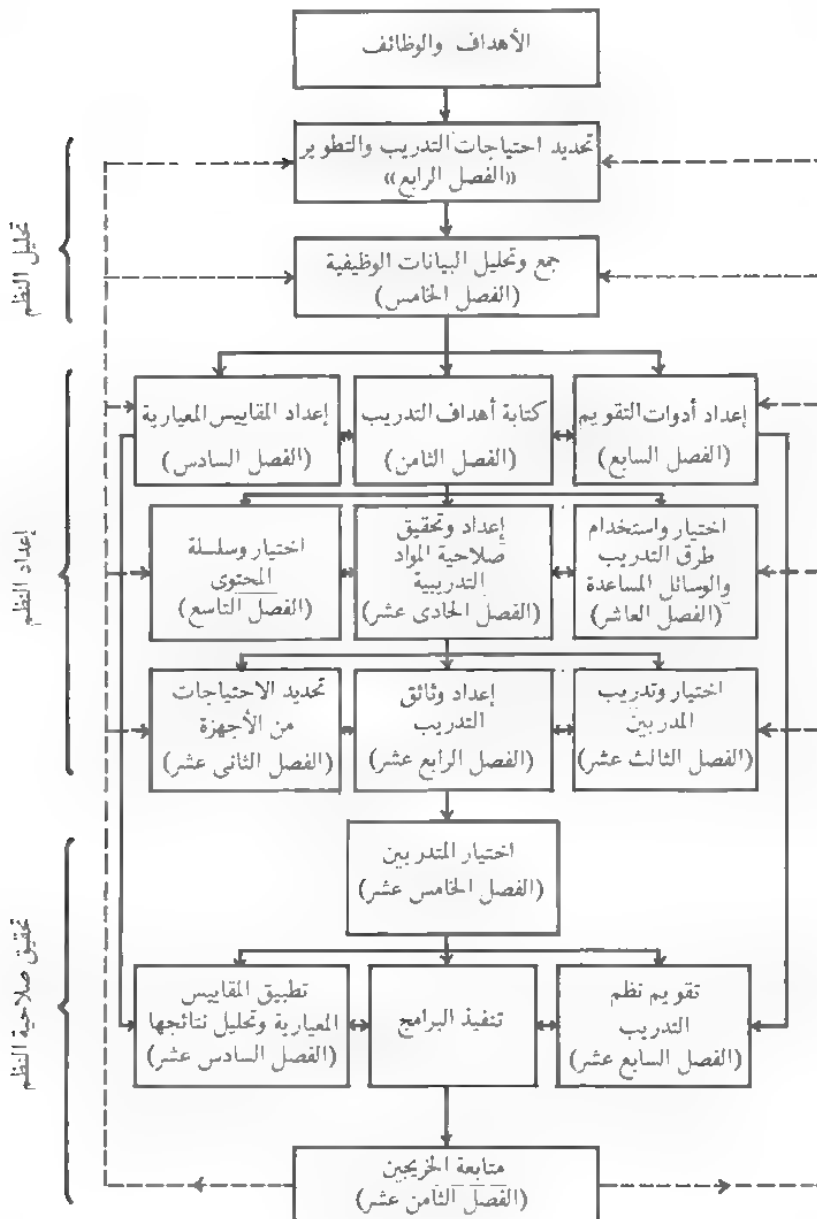 الأهداف والوظائف
تحديد احتياجات التدريب والتطوير
«الفصل الرابع»
جمع وتحليل البيانات الوظيفية
(الفصل الخامس)
تحليل النظم
إعداد أدوات التقويم
(الفصل السابع)
كتابة أهداف التدريب
(الفصل الثامن)
إعداد المقاييس المعيارية
(الفصل السادس)
اختيار واستخدام
طرق التدريب
والوسائل المساعدة
(الفصل العاشر)
إعداد وتحقيق
صلاحية المواد
التدريبية
(الفصل الحادى عشر)
اختيار وسلسلة
المحتوى
(الفصل التاسع)
إعداد النظم
اختيار وتدريب
المدربين
(الفصل الثالث عشر)
إعداد وثائق
التدريب
(الفصل الرابع عشر)
تحديد الاحتياجات
من الأجهزة
(الفصل الثانى عشر)
اختيار المتدربين
(الفصل الخامس عشر)
تقويم نظم
التدريب
(الفصل السابع عشر)
تنفيذ البرامج
تطبيق المقاييس
المعيارية وتحليل نتائجها
(الفصل السادس عشر)
تحقيق صلاحية النظم
متابعة الخريجين
(الفصل الثامن عشر)